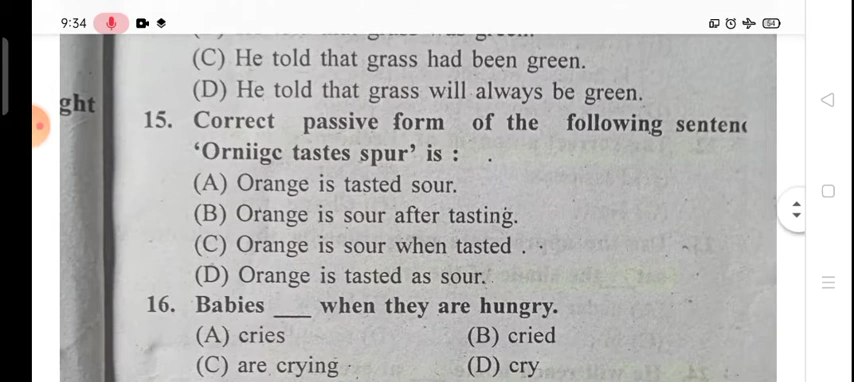 9:34
54
(C) He told that grass had been green.
(D) He told that grass will always be green.
ght
15. Correct passive form of the following sentenc
‘Orniigc tastes spur’ is :
(A) Orange is tasted sour.
(B) Orange is sour after tasting.
(C) Orange is sour when tasted .
(D) Orange is tasted as sour.
16. Babies ___ when they are hungry.
(A) cries (B) cried
(C) are crying (D) cry